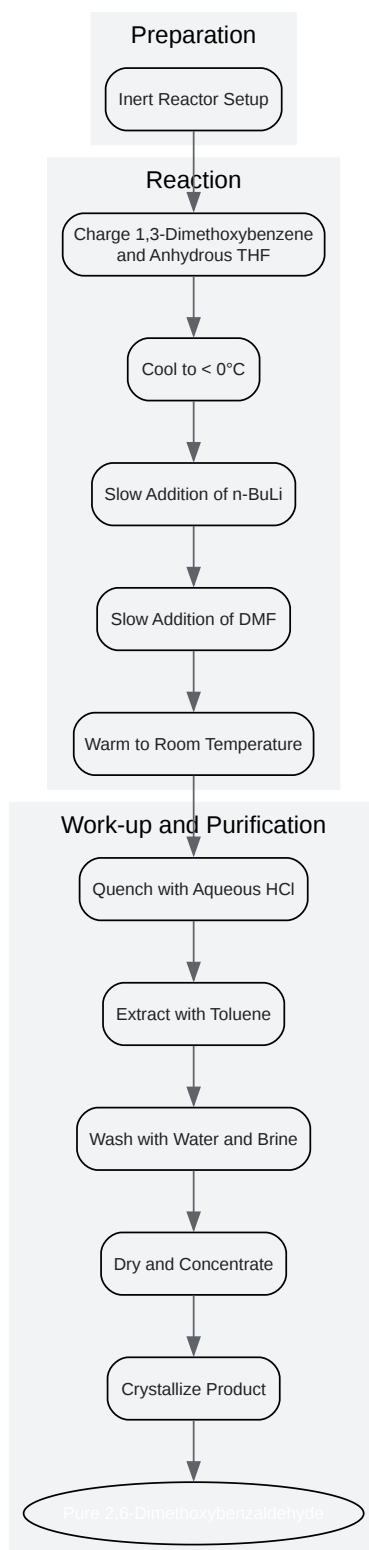 Preparation
Inert Reactor Setup
Reaction
Charge 1,3-Dimethoxybenzene
and Anhydrous THF
Cool to < 0°C
Slow Addition of n-BuLi
Slow Addition of DMF
Warm to Room Temperature
Work-up and Purification
Quench with Aqueous HCl
Extract with Toluene
Wash with Water and Brine
Dry and Concentrate
Crystallize Product
Pure 2,6-Dimethoxybenzaldehyde